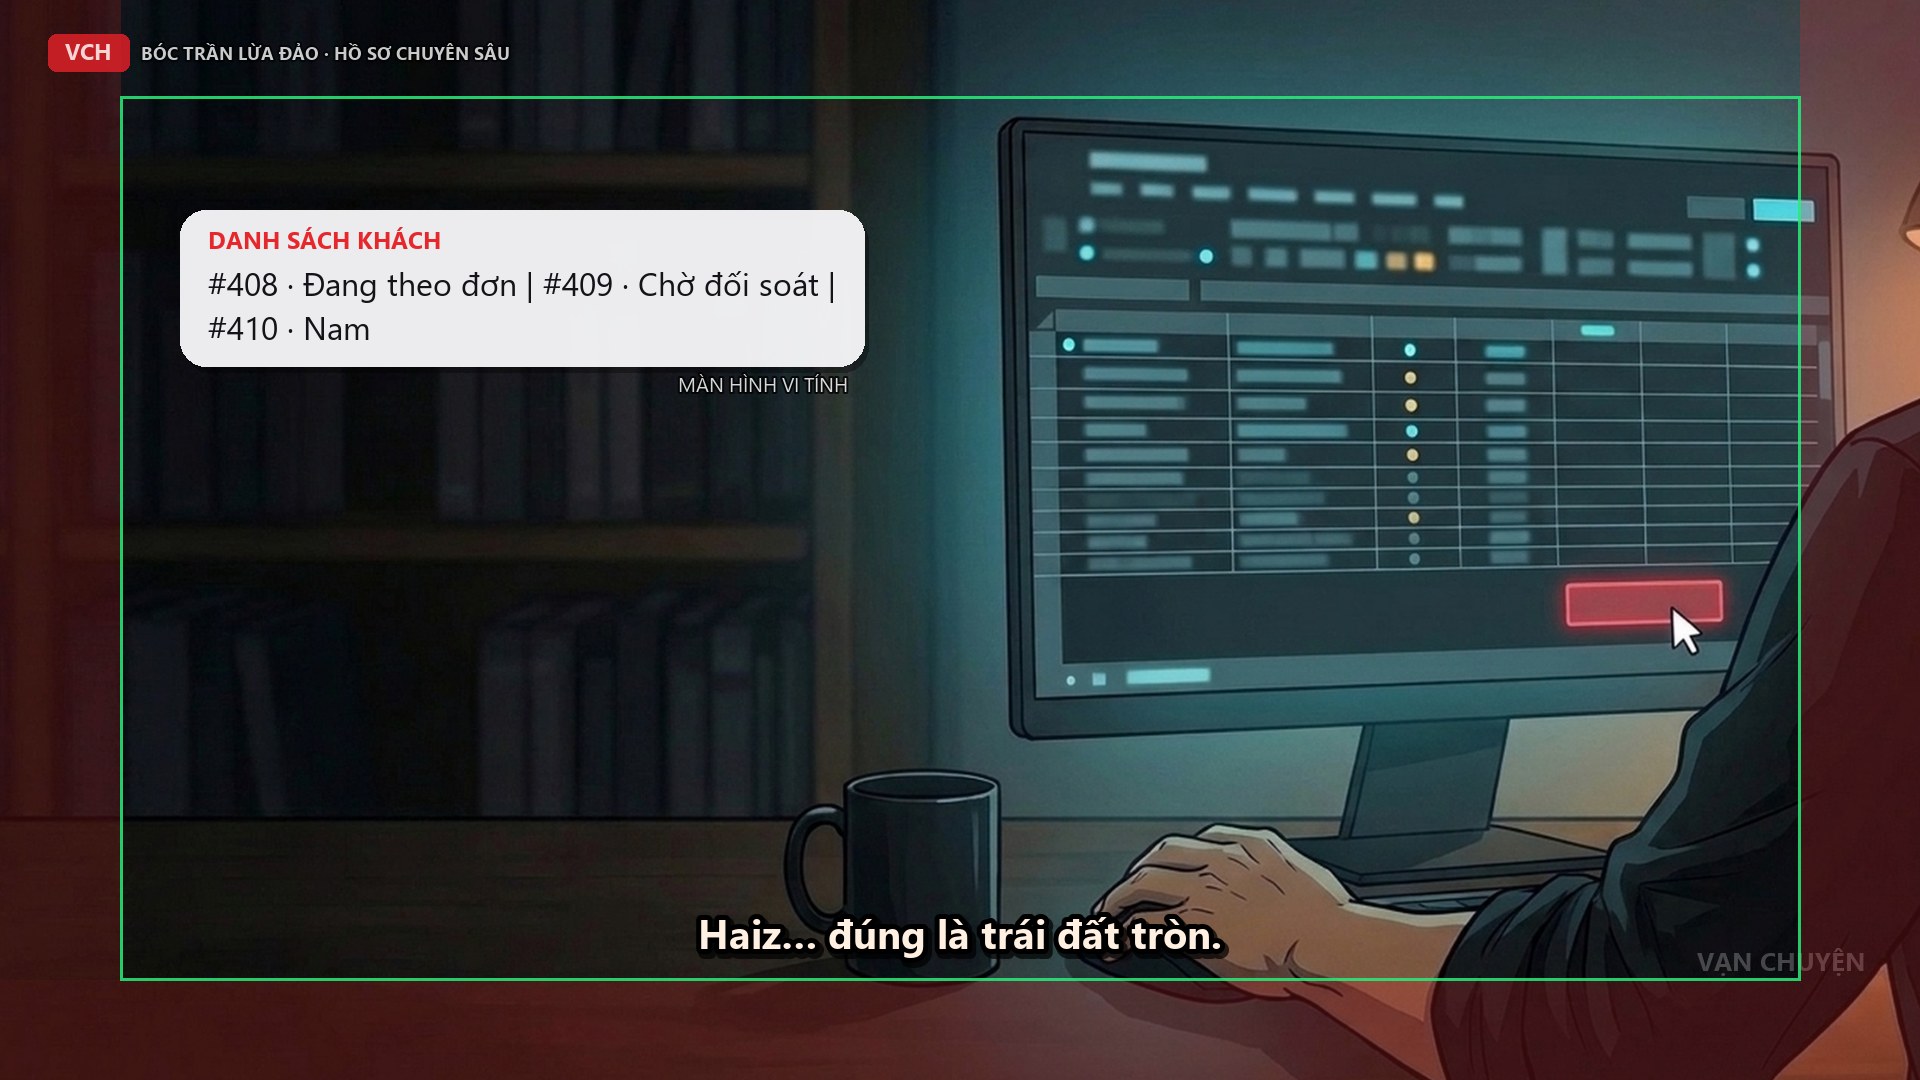 VCH BÓC TRẦN LỪA ĐẢO · HỒ SƠ CHUYÊN SÂU
DANH SÁCH KHÁCH
#408 · Đang theo đơn | #409 · Chờ đối soát |
#410 · Nam
MÀN HÌNH VI TÍNH
Haiz... đúng là trái đất tròn.
VẠN CHUYỆN